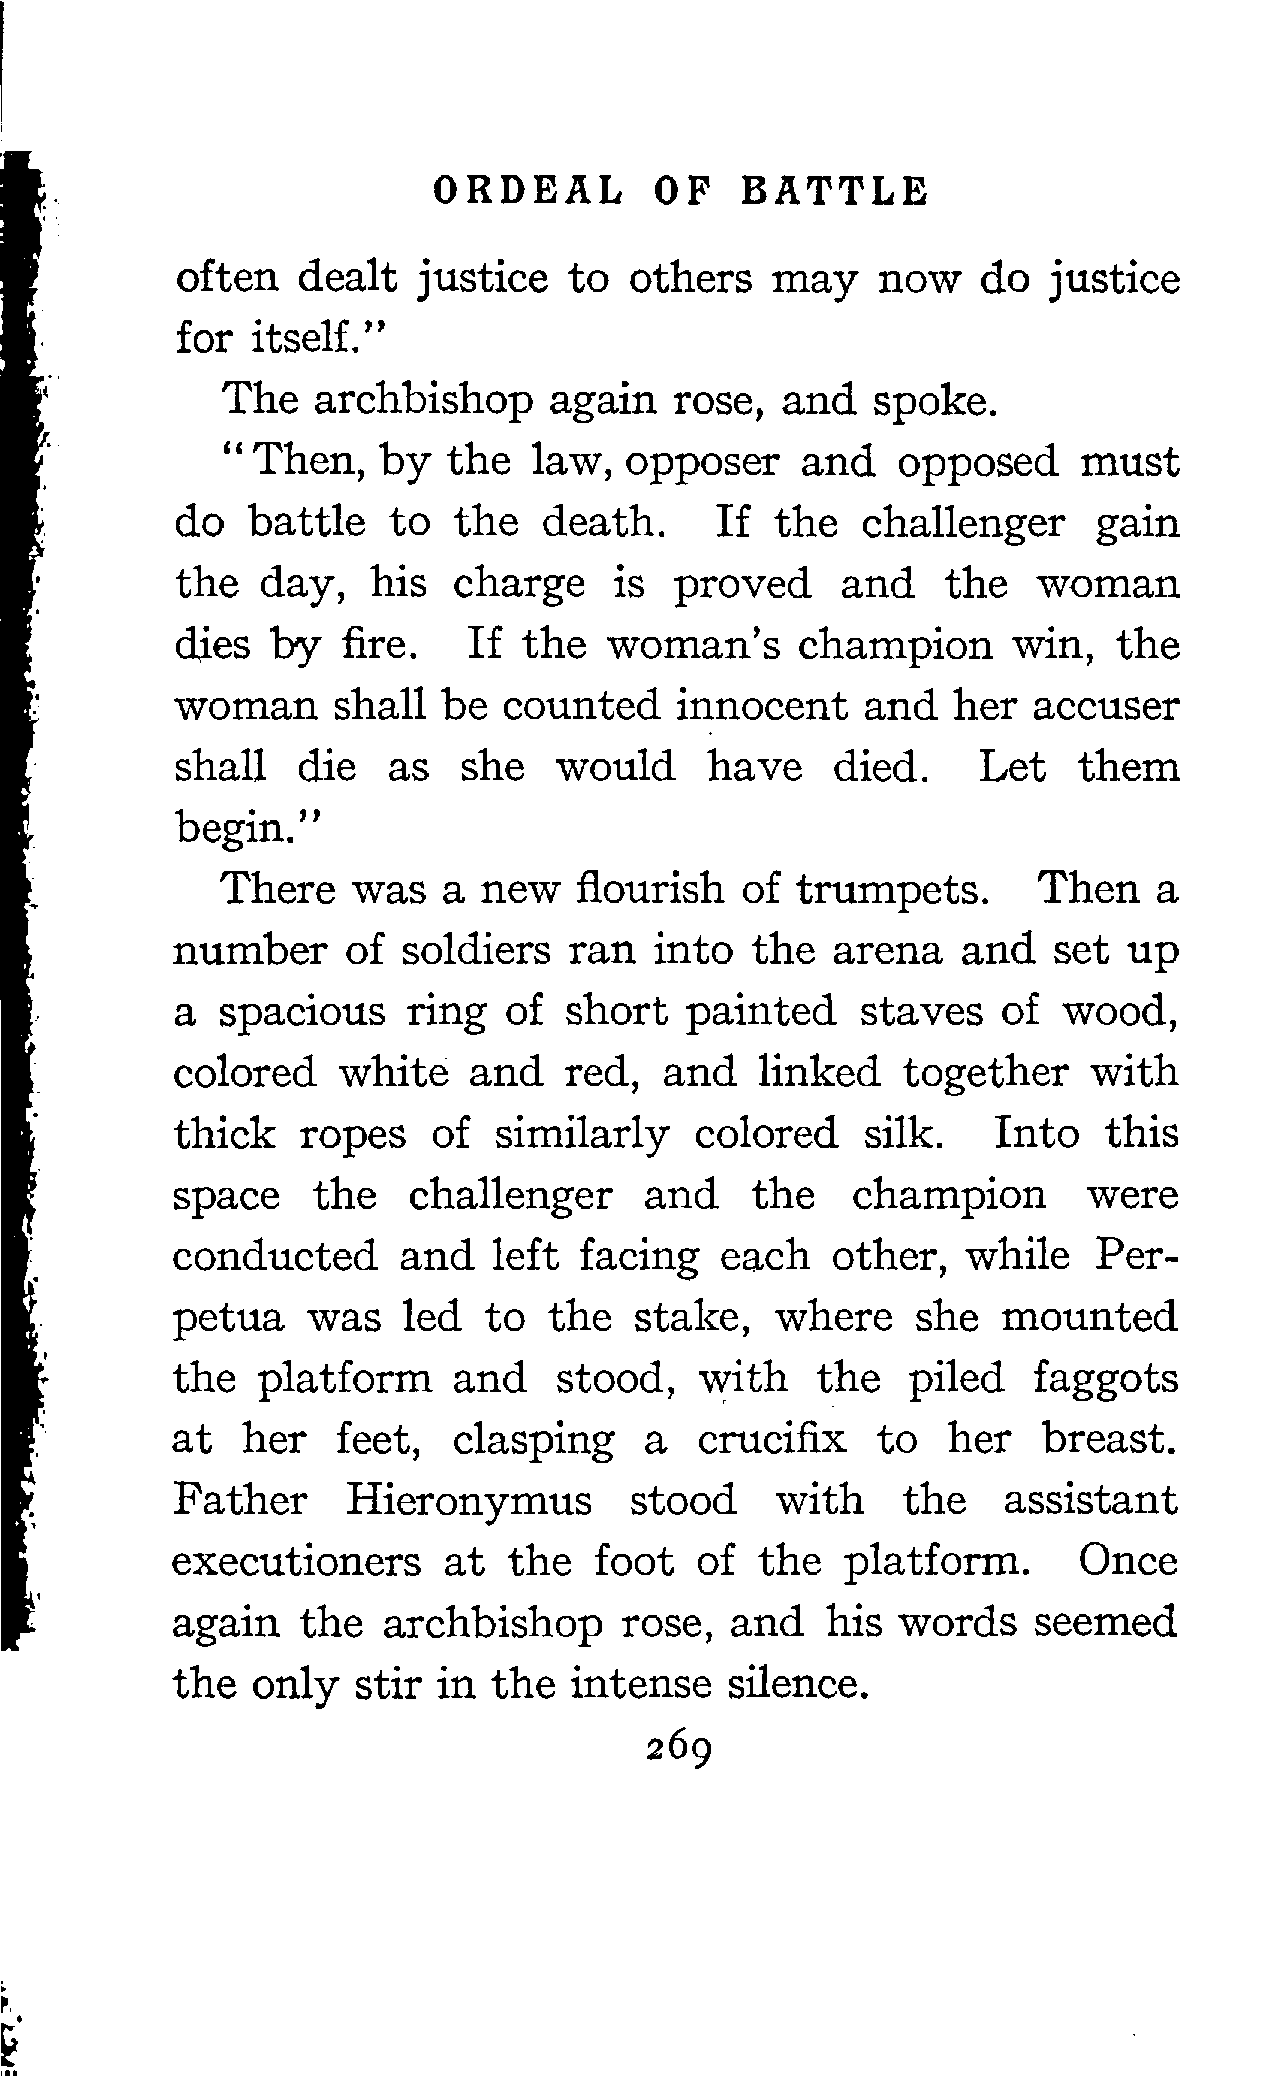 ORDEAL OF BATTLE
often dealt justice to others may now do justice
for itself."
The archbishop again rose, and spoke.
"Then, by the law, opposer and opposed must
do battle to the death. If the challenger gain
the day, his charge is proved and the woman
dies by fire. If the woman's champion win, the
woman shall be counted innocent and her accuser
shall die as she would have died. Let them
begin."
There was a new flourish of trumpets. Then a
number of soldiers ran into the arena and set up
a spacious ring of short painted staves of wood,
colored white and red, and linked together with
thick ropes of similarly colored silk. Into this
space the challenger and the champion were
conducted and left facing each other, while Per-
petua was led to the stake, where she mounted
the platform and stood, with the piled faggots
at her feet, clasping a crucifix to her breast.
Father Hieronymus stood with the assistant
executioners at the foot of the platform. Once
again the archbishop rose, and his words seemed
the only stir in the intense silence.
269